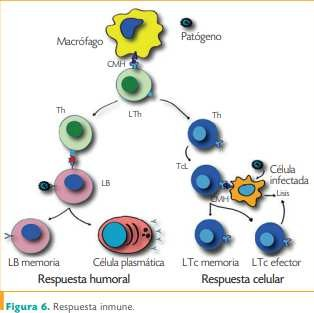 Macrófago
Patógeno
CMH
LTh
Th
Th
TcL
LB
CMH
Célula
infectada
Lisis
LB memoria
Célula plasmática
LTc memoria
LTc efector
Respuesta humoral
Respuesta celular
Figura 6. Respuesta inmune.